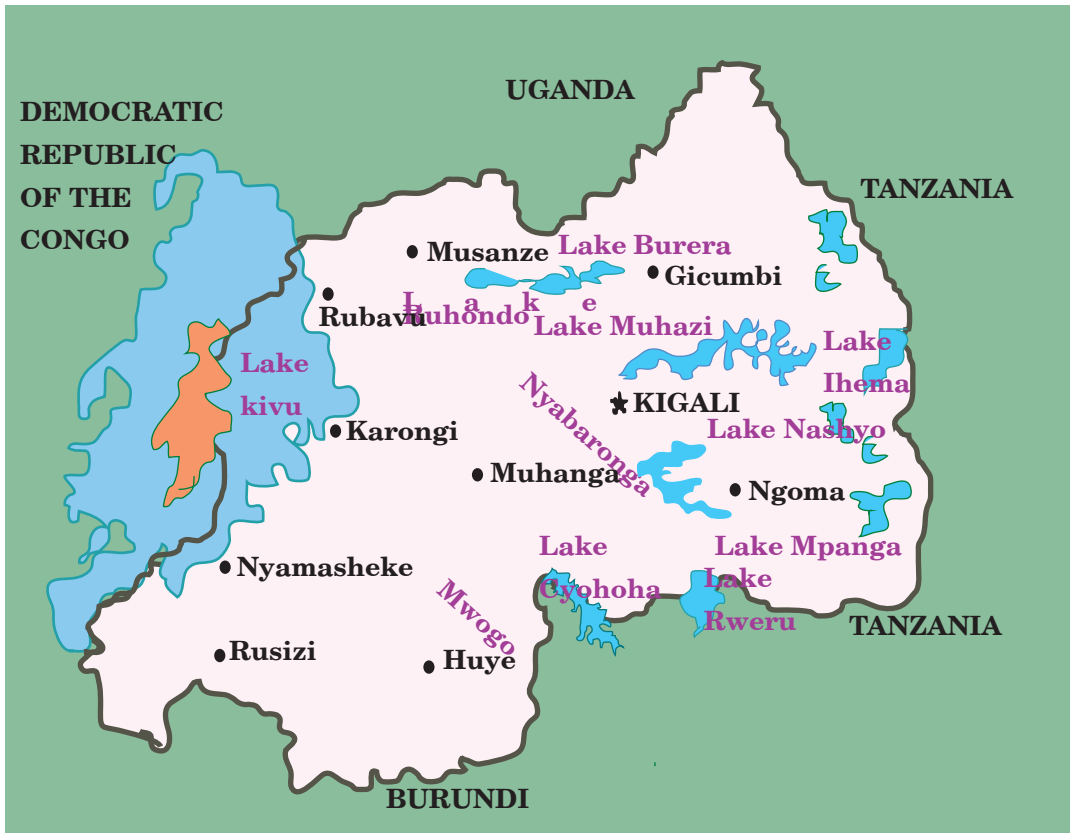 UGANDA
DEMOCRATIC
REPUBLIC
OF THE
CONGO
TANZANIA
Musanze
Lake Burera
Gicumbi
Lake
Ruhondo
Rubavu
Lake Muhazi
Lake
Ihema
Lake
kivu
KIGALI
Nyabaronga
Lake Nashyo
Karongi
Muhanga
Ngoma
Lake
Cyohoha
Lake Mpanga
Nyamasheke
Lake
Rweru
Mwogo
TANZANIA
Rusizi
Huye
BURUNDI